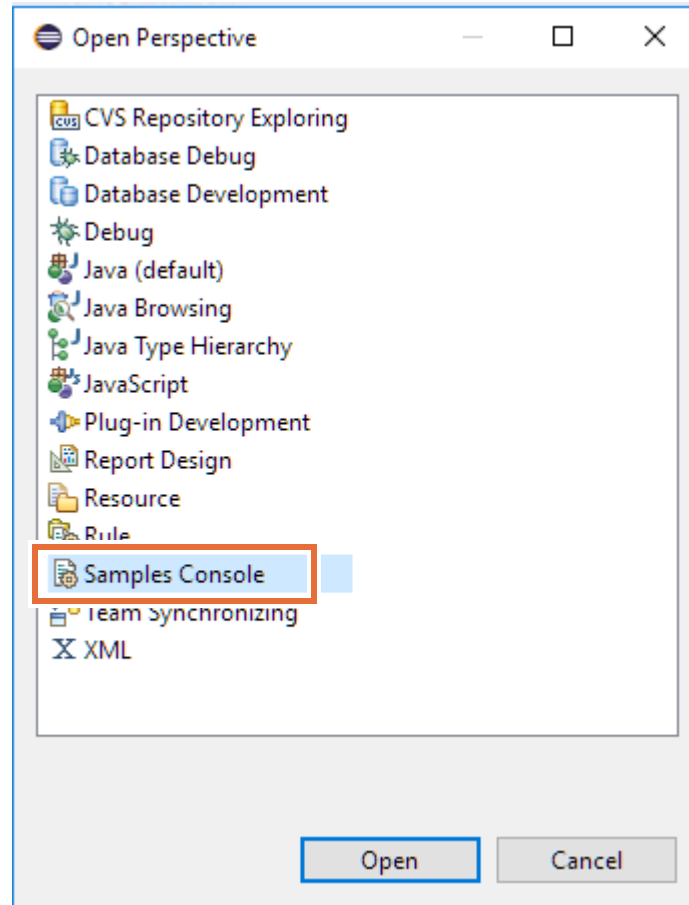 Open Perspective
CVS CVS Repository Exploring
Database Debug
Database Development
Debug
Java (default)
Java Browsing
Java Type Hierarchy
JavaScript
Plug-in Development
Report Design
Resource
Rule
Samples Console
Team Synchronizing
X XML
Open Cancel